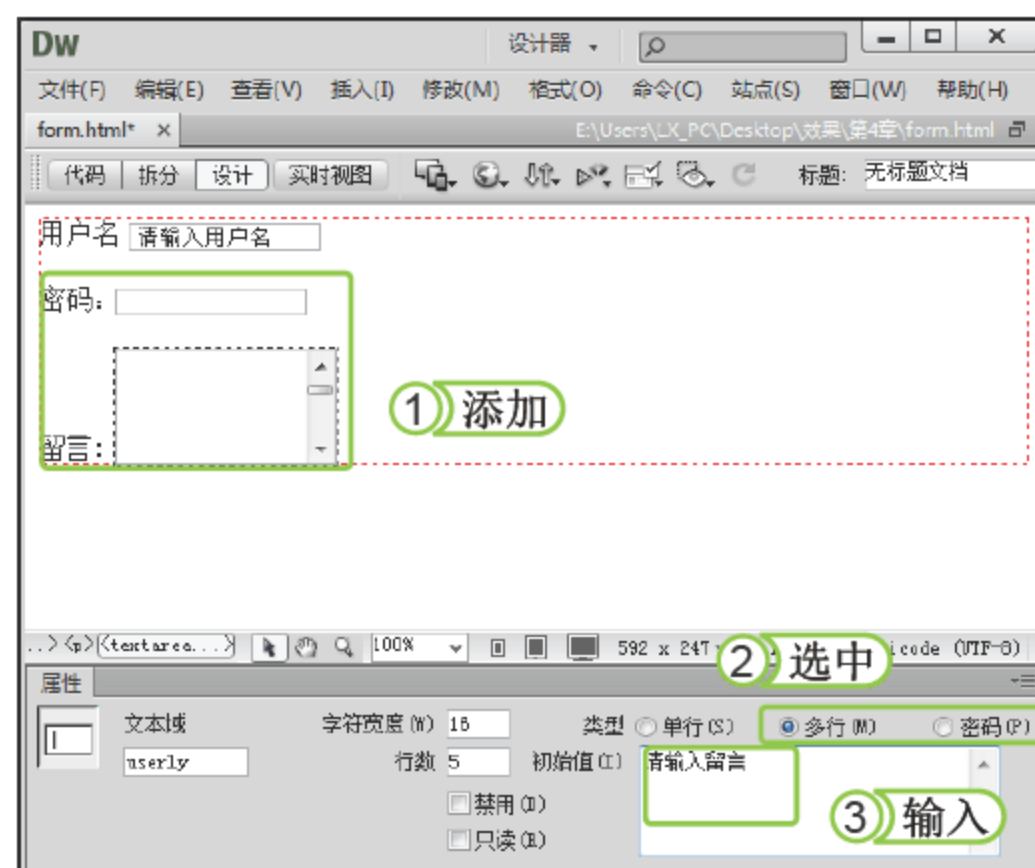 Dw 设计器
文件(F) 编辑(E) 查看(V) 插入(I) 修改(M) 格式(O) 命令(C) 站点(S) 窗口(W) 帮助(H)
form.html* × E:\Users\LX_PC\Desktop\效果\第4章\form.html
代码 拆分 设计 实时视图 标题: 无标题文档
用户名 请输入用户名
密码:
① 添加
留言:
..> <p> <textarea...> 100% 592 x 247 icode (UTF-8)
② 选中
属性
文本域 字符宽度(W) 16 类型 单行(S) 多行(M) 密码(P)
userly 行数 5 初始值(I) 请输入留言
禁用(D) ③ 输入
只读(R)